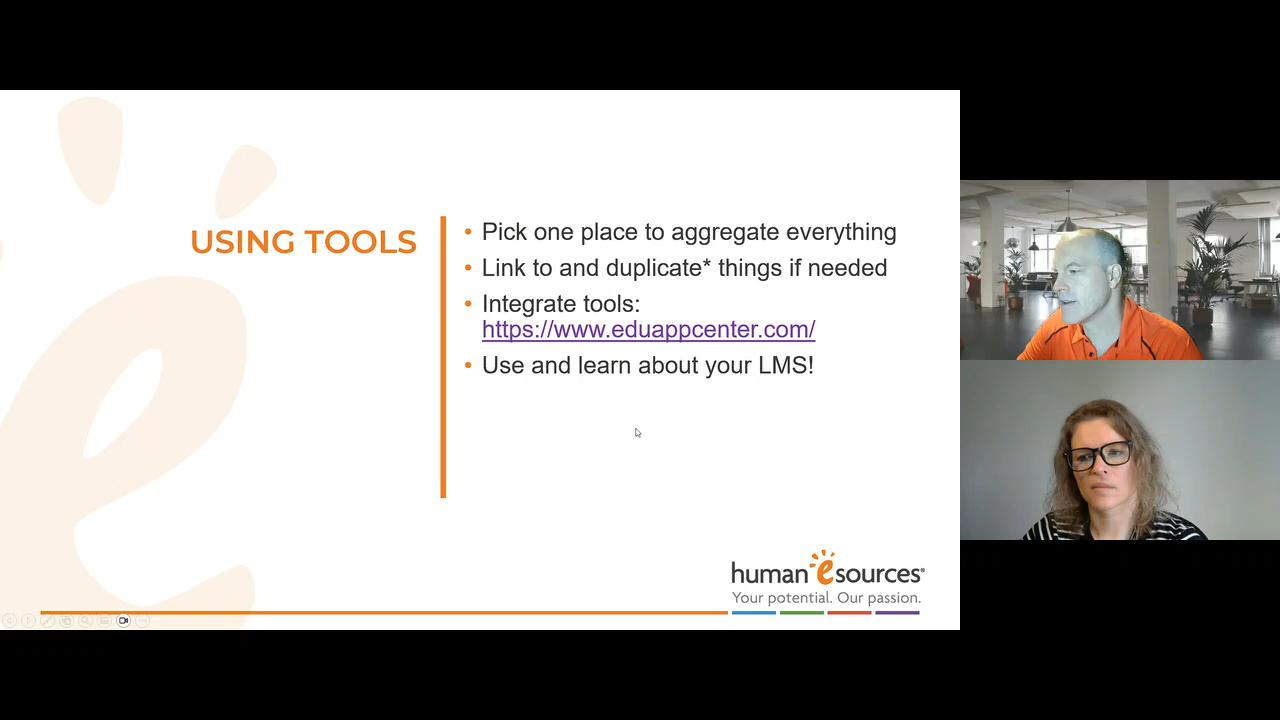 USING TOOLS
• Pick one place to aggregate everything
• Link to and duplicate* things if needed
• Integrate tools:
https://www.eduappcenter.com/
• Use and learn about your LMS!
human esources®
Your potential. Our passion.